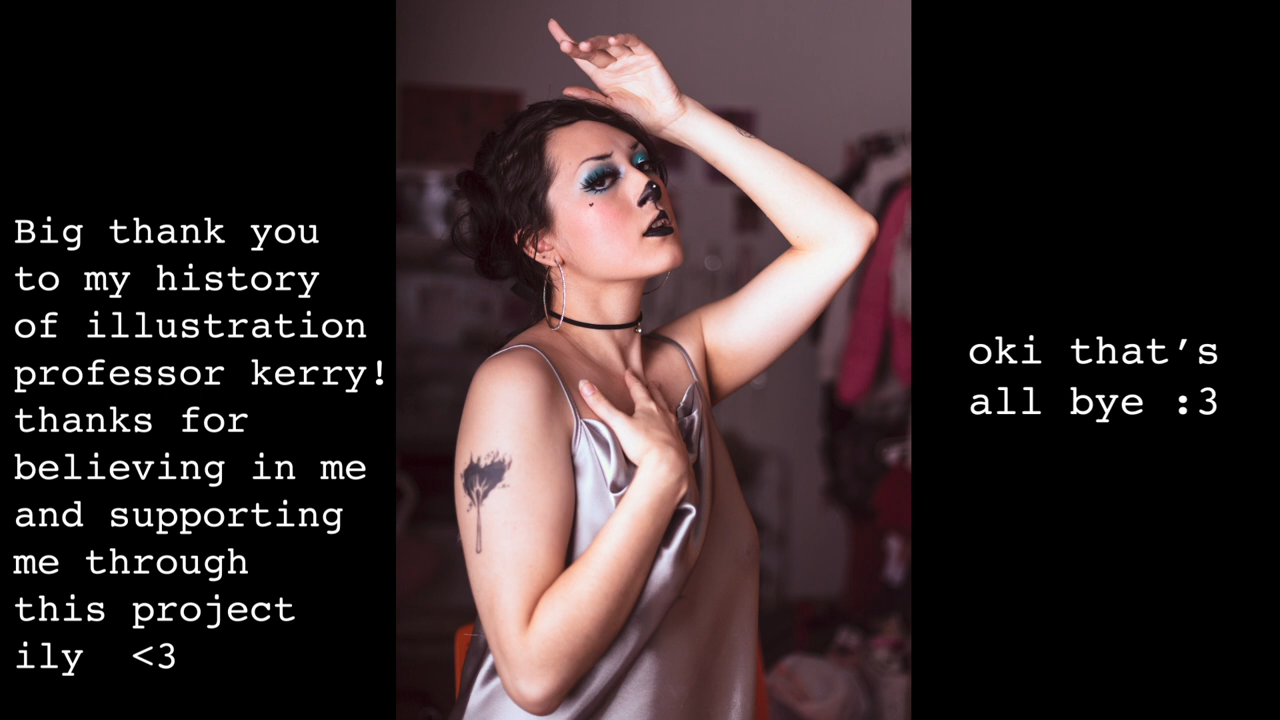 Big thank you
to my history
of illustration
professor kerry!
thanks for
believing in me
and supporting
me through
this project
ily  <3
oki that’s
all bye :3